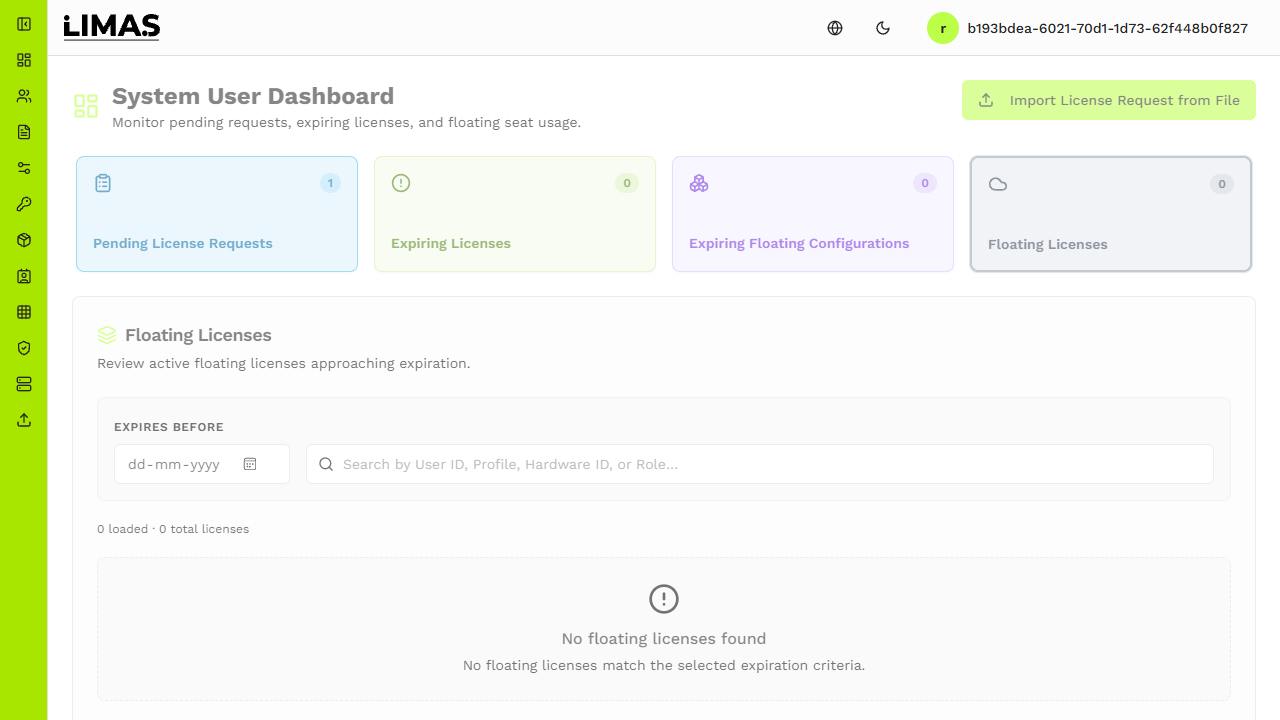 LIMAS
r
b193bdea-6021-70d1-1d73-62f448b0f827
System User Dashboard
Monitor pending requests, expiring licenses, and floating seat usage.
Import License Request from File
1
Pending License Requests
0
Expiring Licenses
0
Expiring Floating Configurations
0
Floating Licenses
Floating Licenses
Review active floating licenses approaching expiration.
EXPIRES BEFORE
dd-mm-yyyy
Search by User ID, Profile, Hardware ID, or Role...
0 loaded · 0 total licenses
No floating licenses found
No floating licenses match the selected expiration criteria.